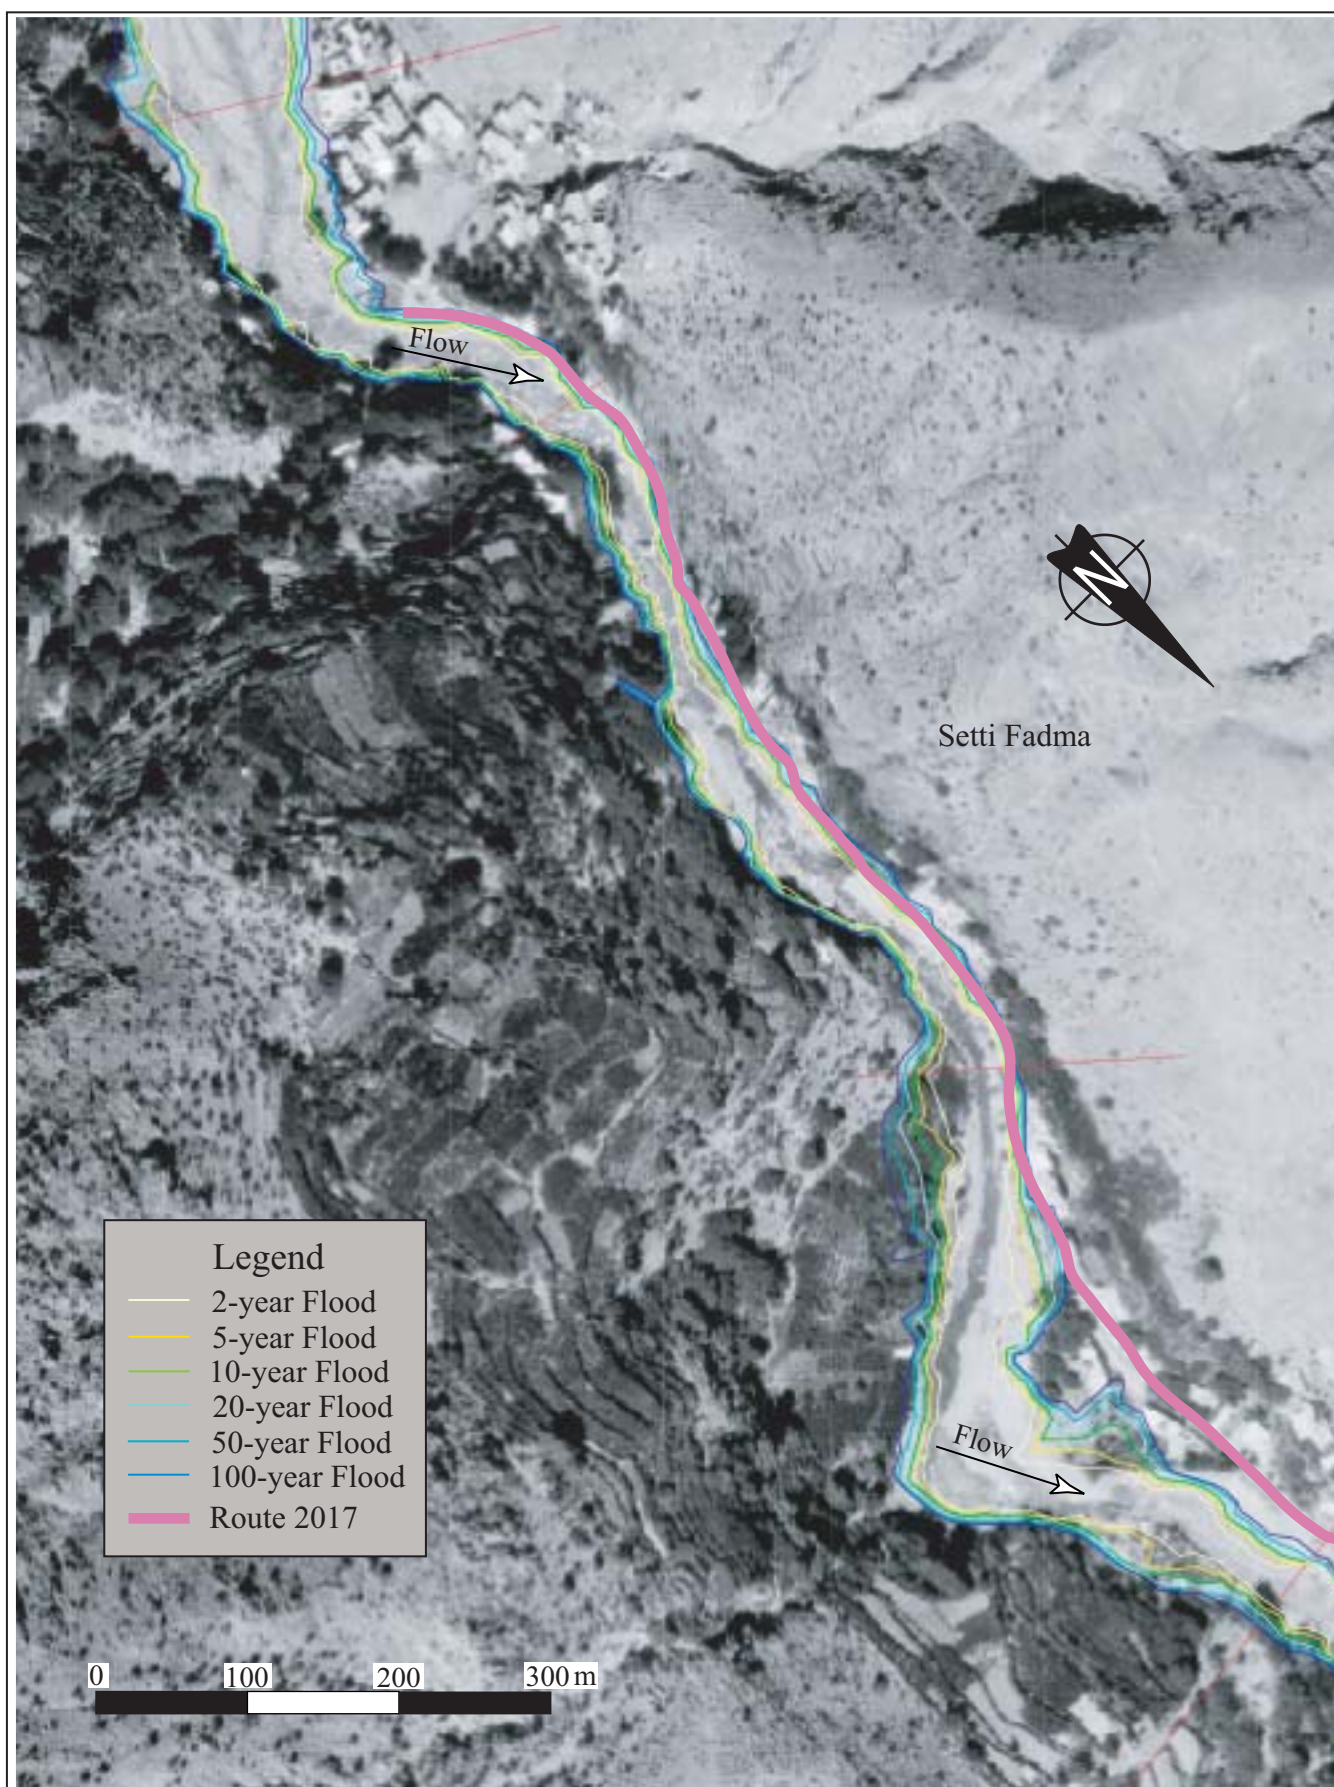 Flow
N
Setti Fadma
Legend
2-year Flood
5-year Flood
10-year Flood
20-year Flood
50-year Flood
100-year Flood
Route 2017
Flow
0 100 200 300 m